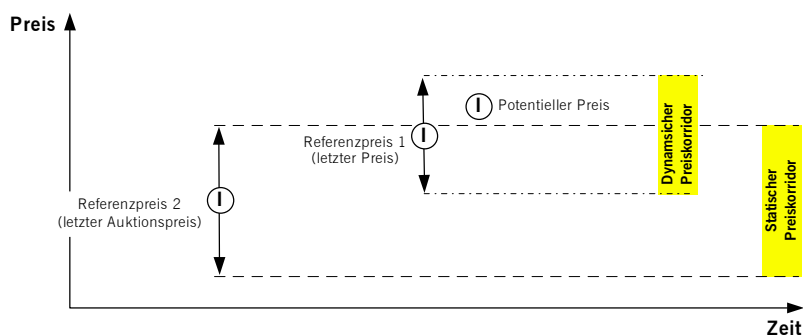 Preis
I
Potentieller Preis
Referenzpreis 1
(letzter Preis)
I
Dynamsicher
Preiskorridor
Referenzpreis 2
(letzter Auktionspreis)
I
Statischer
Preiskorridor
Zeit